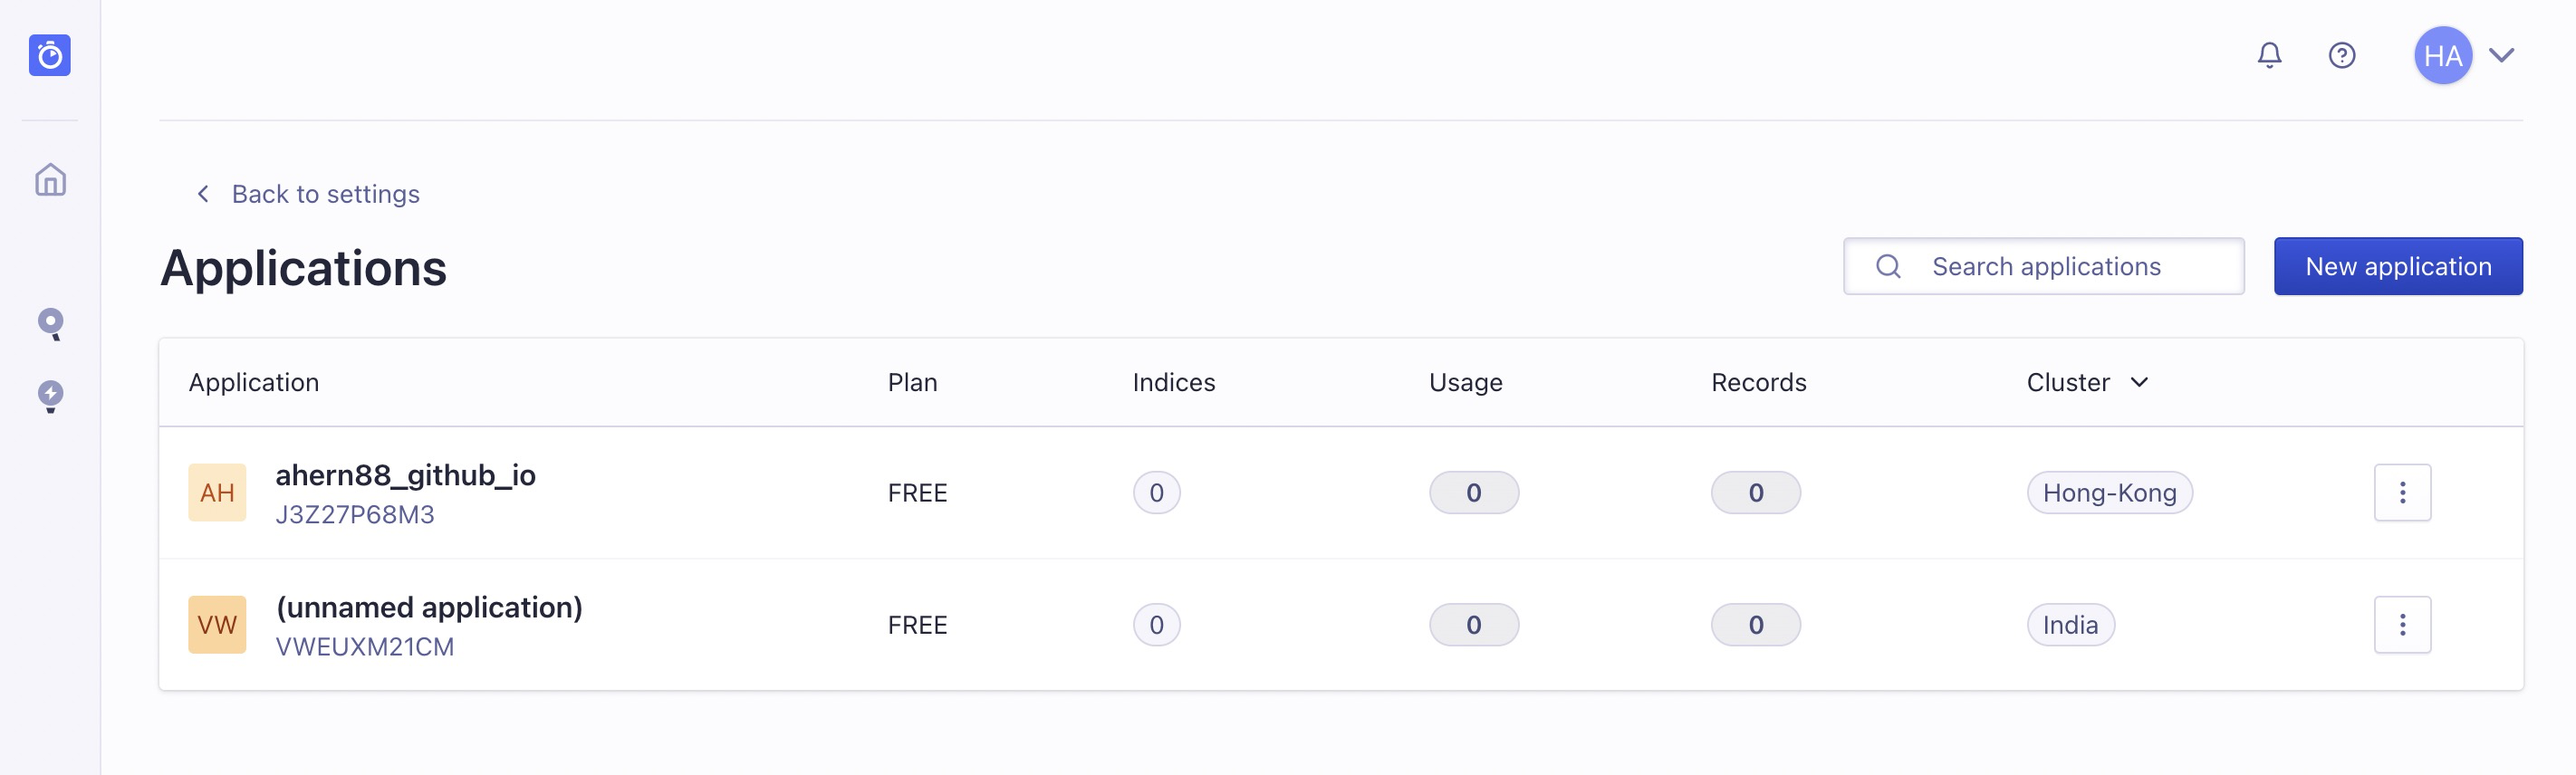 HA
Back to settings
Applications
Search applications
New application
Application Plan Indices Usage Records Cluster
AH
ahern88_github_io
J3Z27P68M3
FREE 0 0 0 Hong-Kong
VW
(unnamed application)
VWEUXM21CM
FREE 0 0 0 India